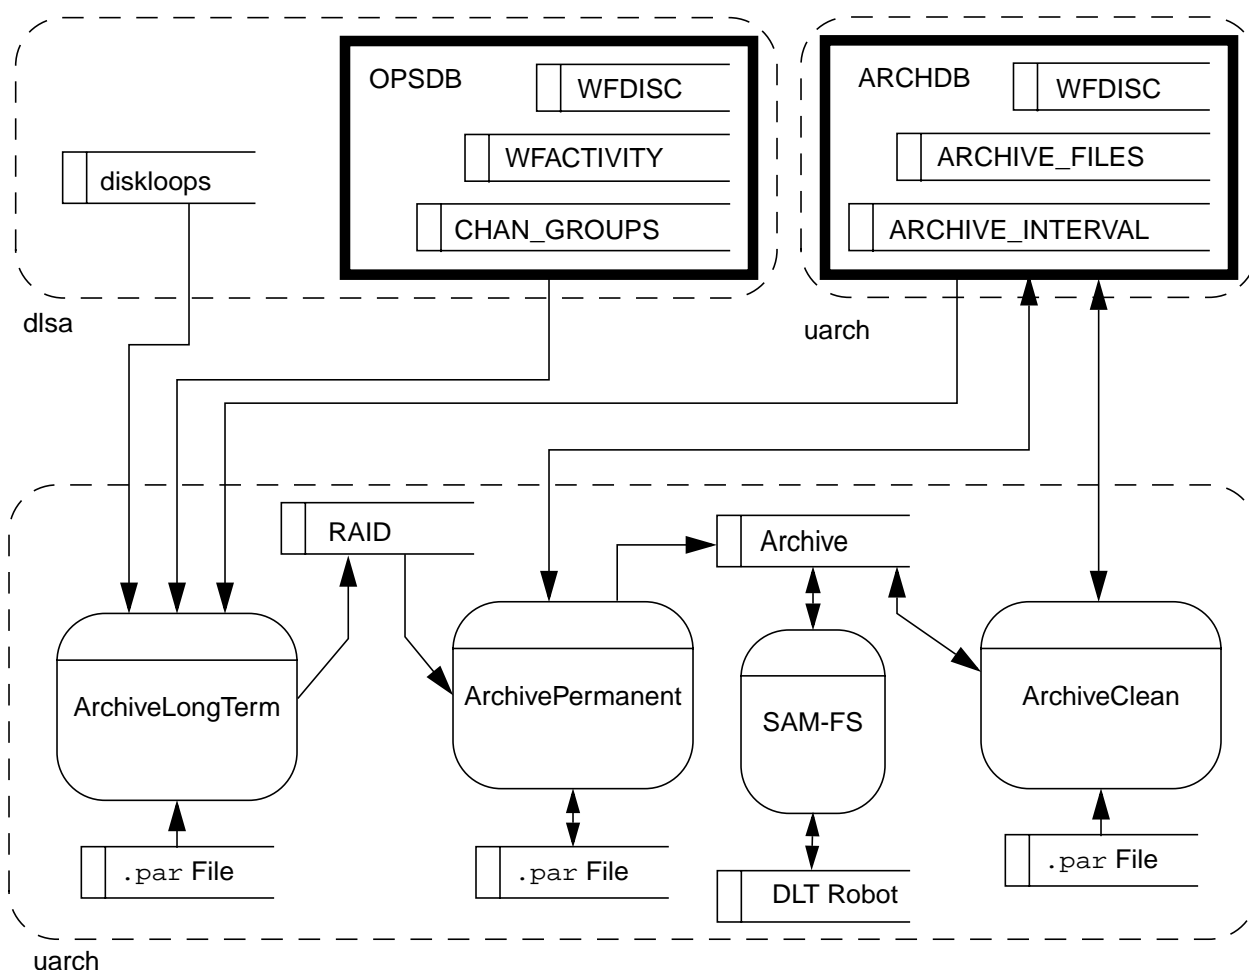 OPSDB
WFDISC
WFACTIVITY
CHAN_GROUPS
diskloops
dlsa
ARCHDB
WFDISC
ARCHIVE_FILES
ARCHIVE_INTERVAL
uarch
RAID
Archive
ArchiveLongTerm
ArchivePermanent
SAM-FS
ArchiveClean
.par File
.par File
DLT Robot
.par File
uarch